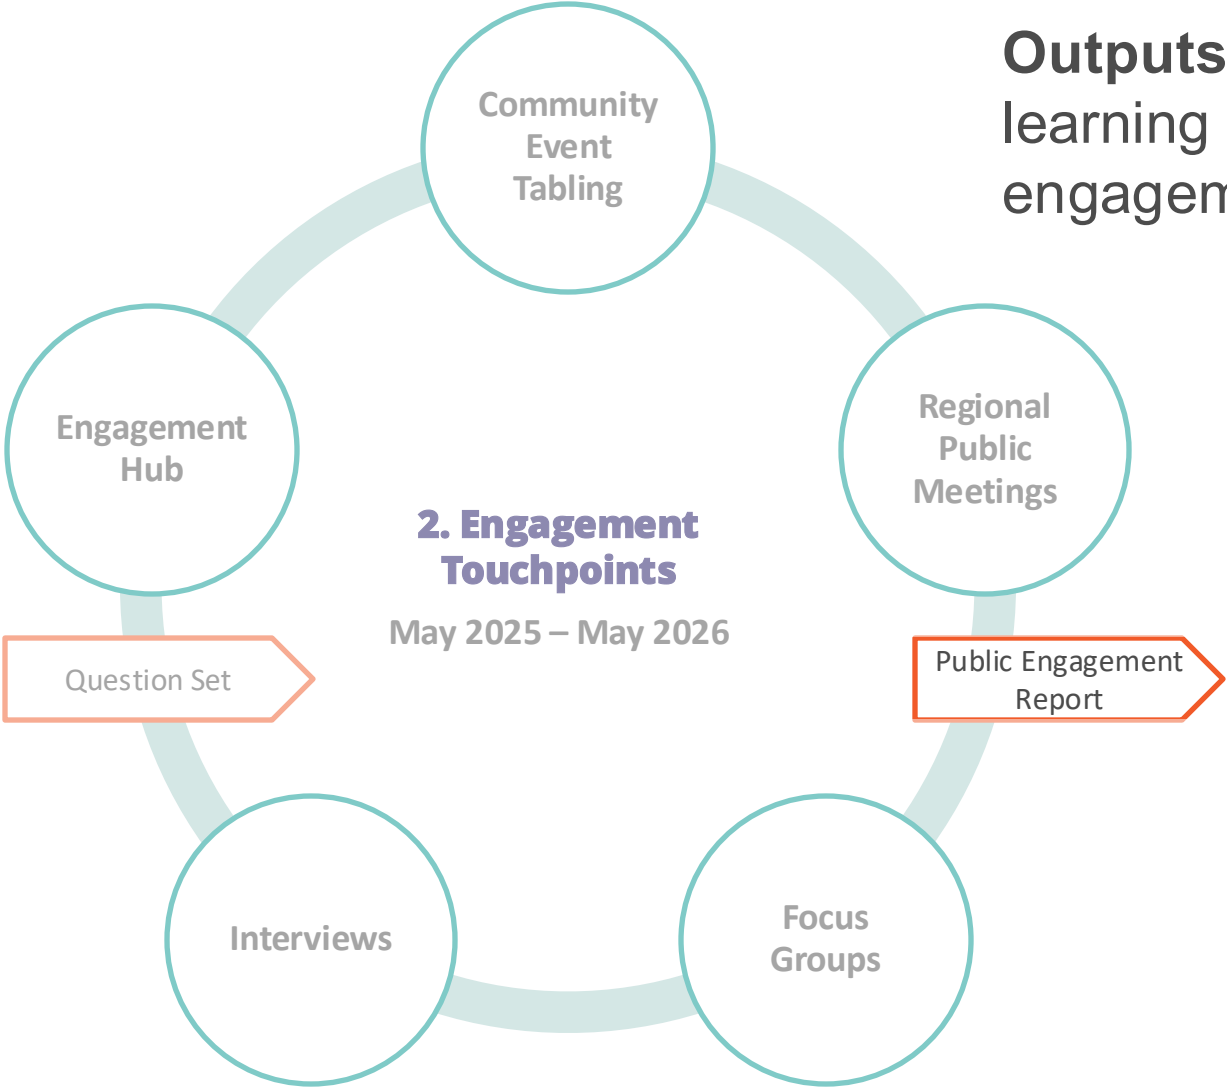 Community
Event
Tabling
Outputs
learning
Engagement
Hub
Regional
Public
Meetings
2. Engagement
Touchpoints
May 2025 – May 2026
Question Set
Public Engagement
Report
Interviews
Focus
Groups